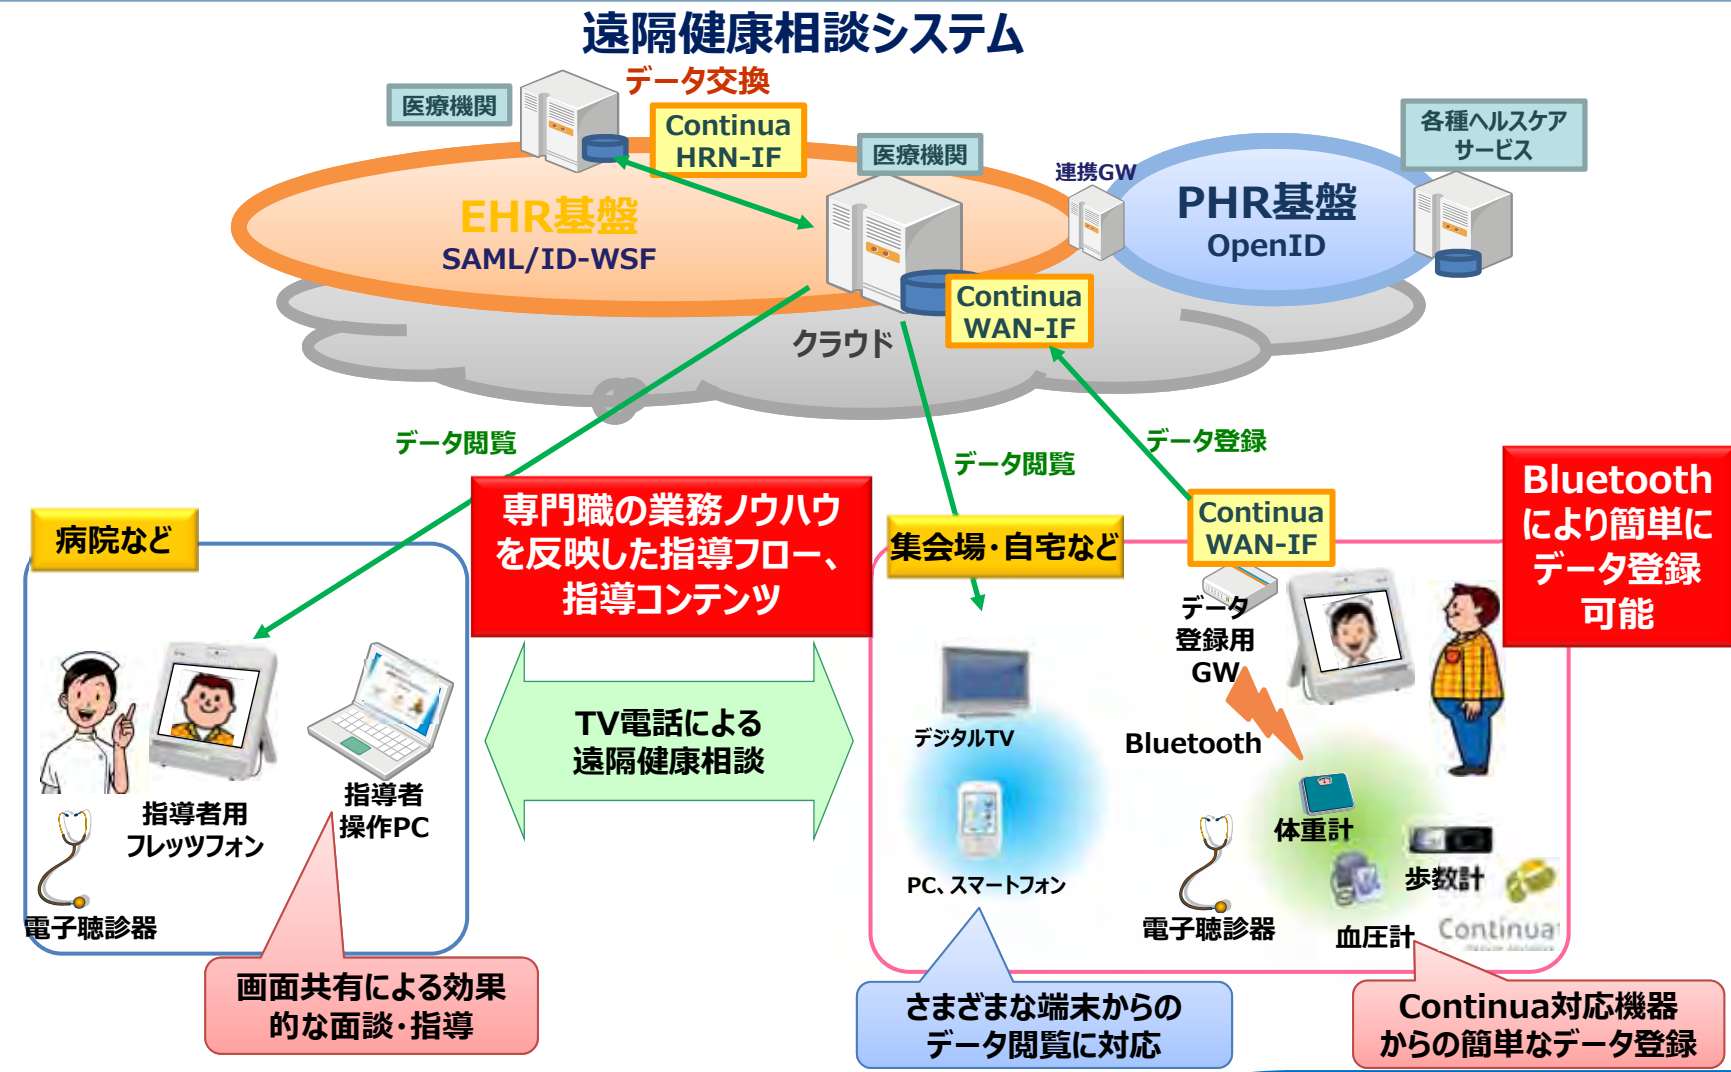 遠隔健康相談システム
データ交換
医療機関
Continua
HRN-IF
医療機関
各種ヘルスケア
サービス
連携GW
EHR基盤
SAML/ID-WSF
PHR基盤
OpenID
Continua
WAN-IF
クラウド
データ閲覧
データ閲覧
データ登録
病院など
専門職の業務ノウハウ
を反映した指導フロー、
指導コンテンツ
集会場・自宅など
Continua
WAN-IF
Bluetooth
により簡単に
データ登録
可能
データ
登録用
GW
TV電話による
遠隔健康相談
デジタルTV
Bluetooth
指導者用
フレッツフォン
指導者
操作PC
体重計
PC、スマートフォン
歩数計
電子聴診器
電子聴診器
血圧計
Continua
画面共有による効果
的な面談・指導
さまざまな端末からの
データ閲覧に対応
Continua対応機器
からの簡単なデータ登録